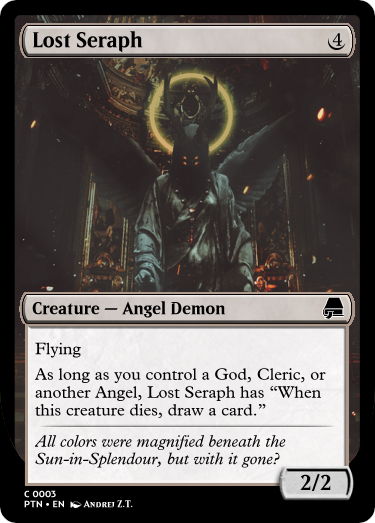 Lost Seraph
4
Creature — Angel Demon
Flying
As long as you control a God, Cleric, or
another Angel, Lost Seraph has “When
this creature dies, draw a card.”
All colors were magnified beneath the
Sun-in-Splendour, but with it gone?
2/2
C 0003
PTN • EN Andrej Z.T.